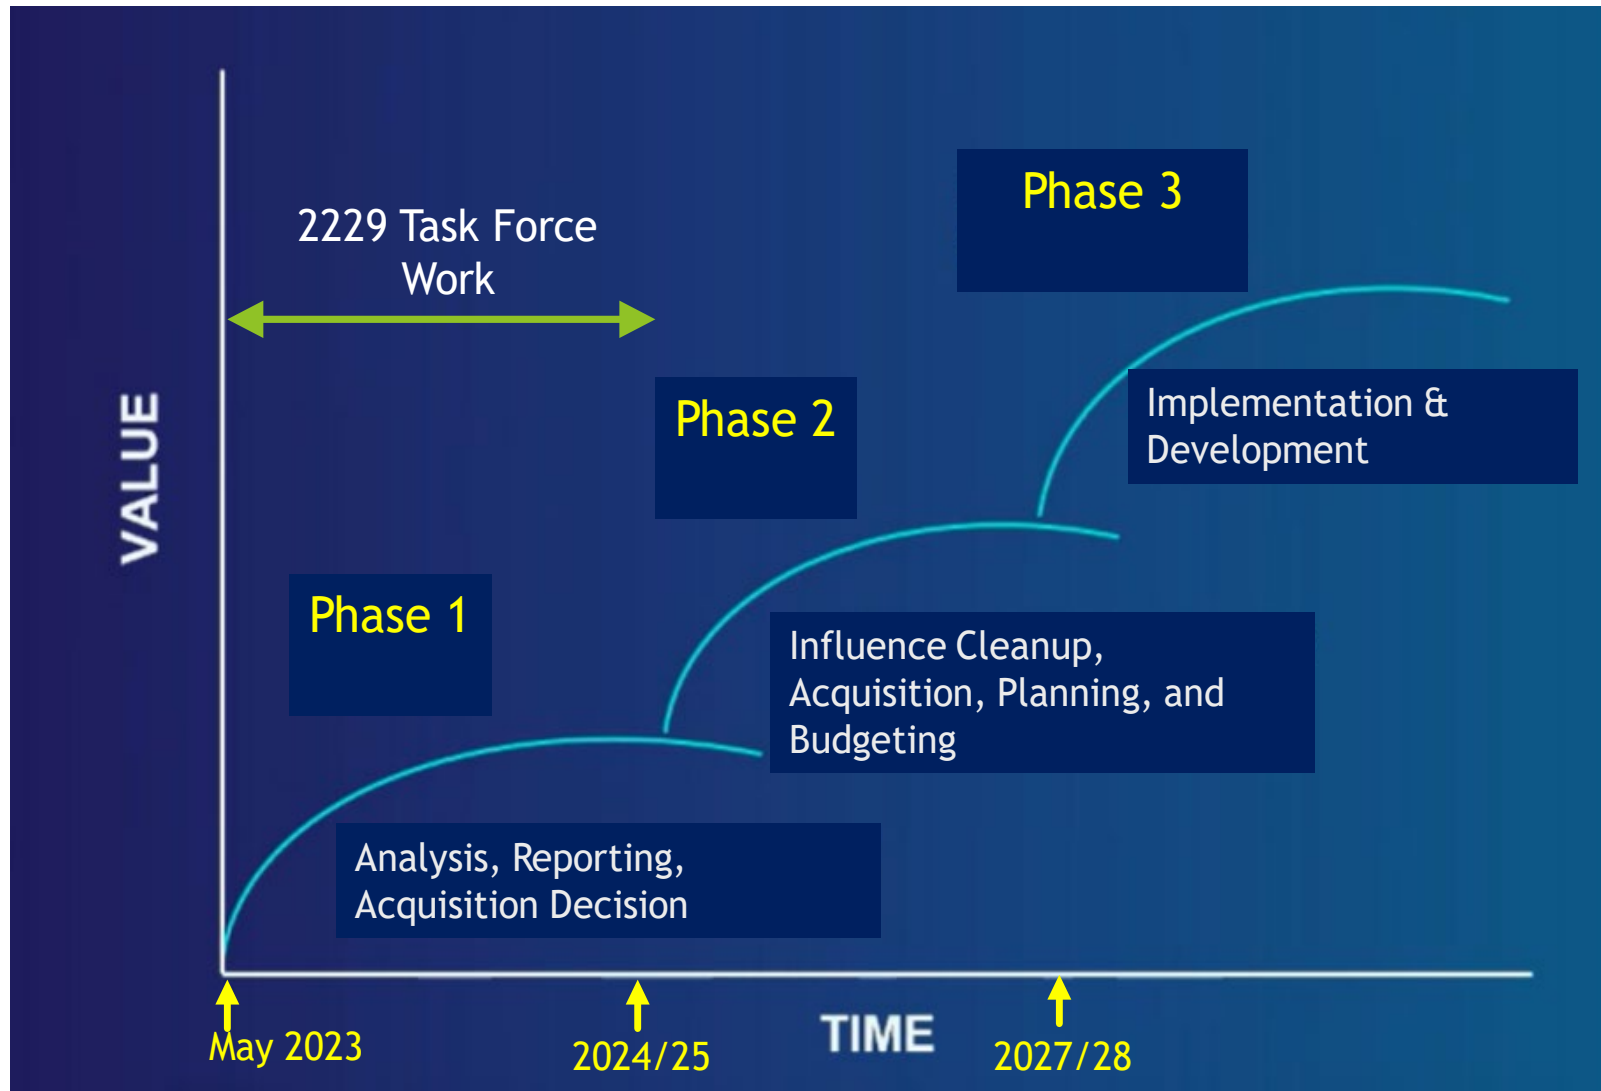 2229 Task Force
Work
Phase 3
Implementation &
Development
Phase 2
Influence Cleanup,
Acquisition, Planning, and
Budgeting
Phase 1
Analysis, Reporting,
Acquisition Decision
VALUE
TIME
May 2023
2024/25
2027/28